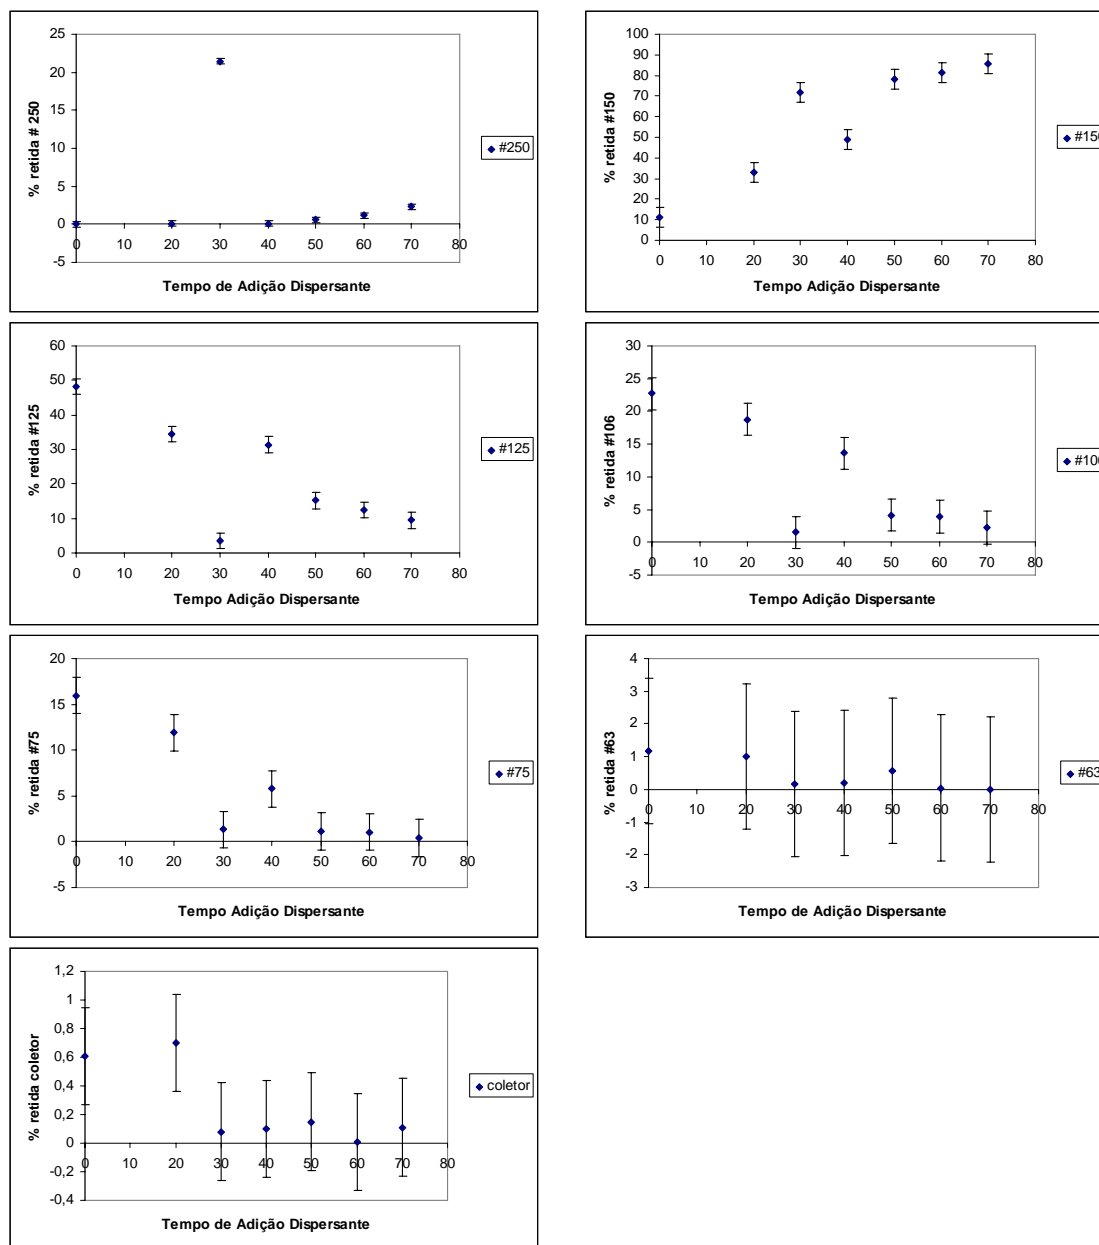 % retida # 250
25
20
15
10
5
0
-5
0 10 20 30 40 50 60 70 80
Tempo de Adição Dispersante
#250
% retida #150
100
90
80
70
60
50
40
30
20
10
0
0 10 20 30 40 50 60 70 80
Tempo Adição Dispersante
#150
% retida #125
60
50
40
30
20
10
0
0 10 20 30 40 50 60 70 80
Tempo Adição Dispersante
#125
% retida #106
30
25
20
15
10
5
0
-5
0 10 20 30 40 50 60 70 80
Tempo Adição Dispersante
#106
% retida #75
20
15
10
5
0
-5
0 10 20 30 40 50 60 70 80
Tempo Adição Dispersante
#75
% retida #63
4
3
2
1
0
-1
-2
-3
0 10 20 30 40 50 60 70 80
Tempo de Adição Dispersante
#63
% retida coletor
1,2
1
0,8
0,6
0,4
0,2
0
-0,2
-0,4
0 10 20 30 40 50 60 70 80
Tempo de Adição Dispersante
coletor